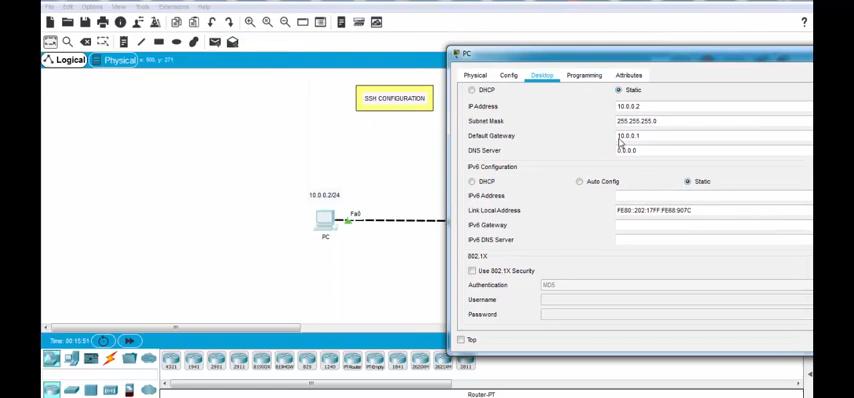 File Edit Options View Tools Extensions Help
?
Logical Physical x: 500, y: 271
SSH CONFIGURATION
10.0.0.2/24
Fa0
PC
PC
Physical Config Desktop Programming Attributes
DHCP Static
IP Address 10.0.0.2
Subnet Mask 255.255.255.0
Default Gateway 10.0.0.1
DNS Server 0.0.0.0
IPv6 Configuration
DHCP Auto Config Static
IPv6 Address
Link Local Address FE80::202:17FF:FE68:907C
IPv6 Gateway
IPv6 DNS Server
802.1X
Use 802.1X Security
Authentication MD5
Username
Password
Top
Time: 00:15:51
4321 1941 2901 2911 819IOX 819HGW 829 1240 PT-Router PT-Empty 1841 2620XM 2621XM 2811
Router-PT